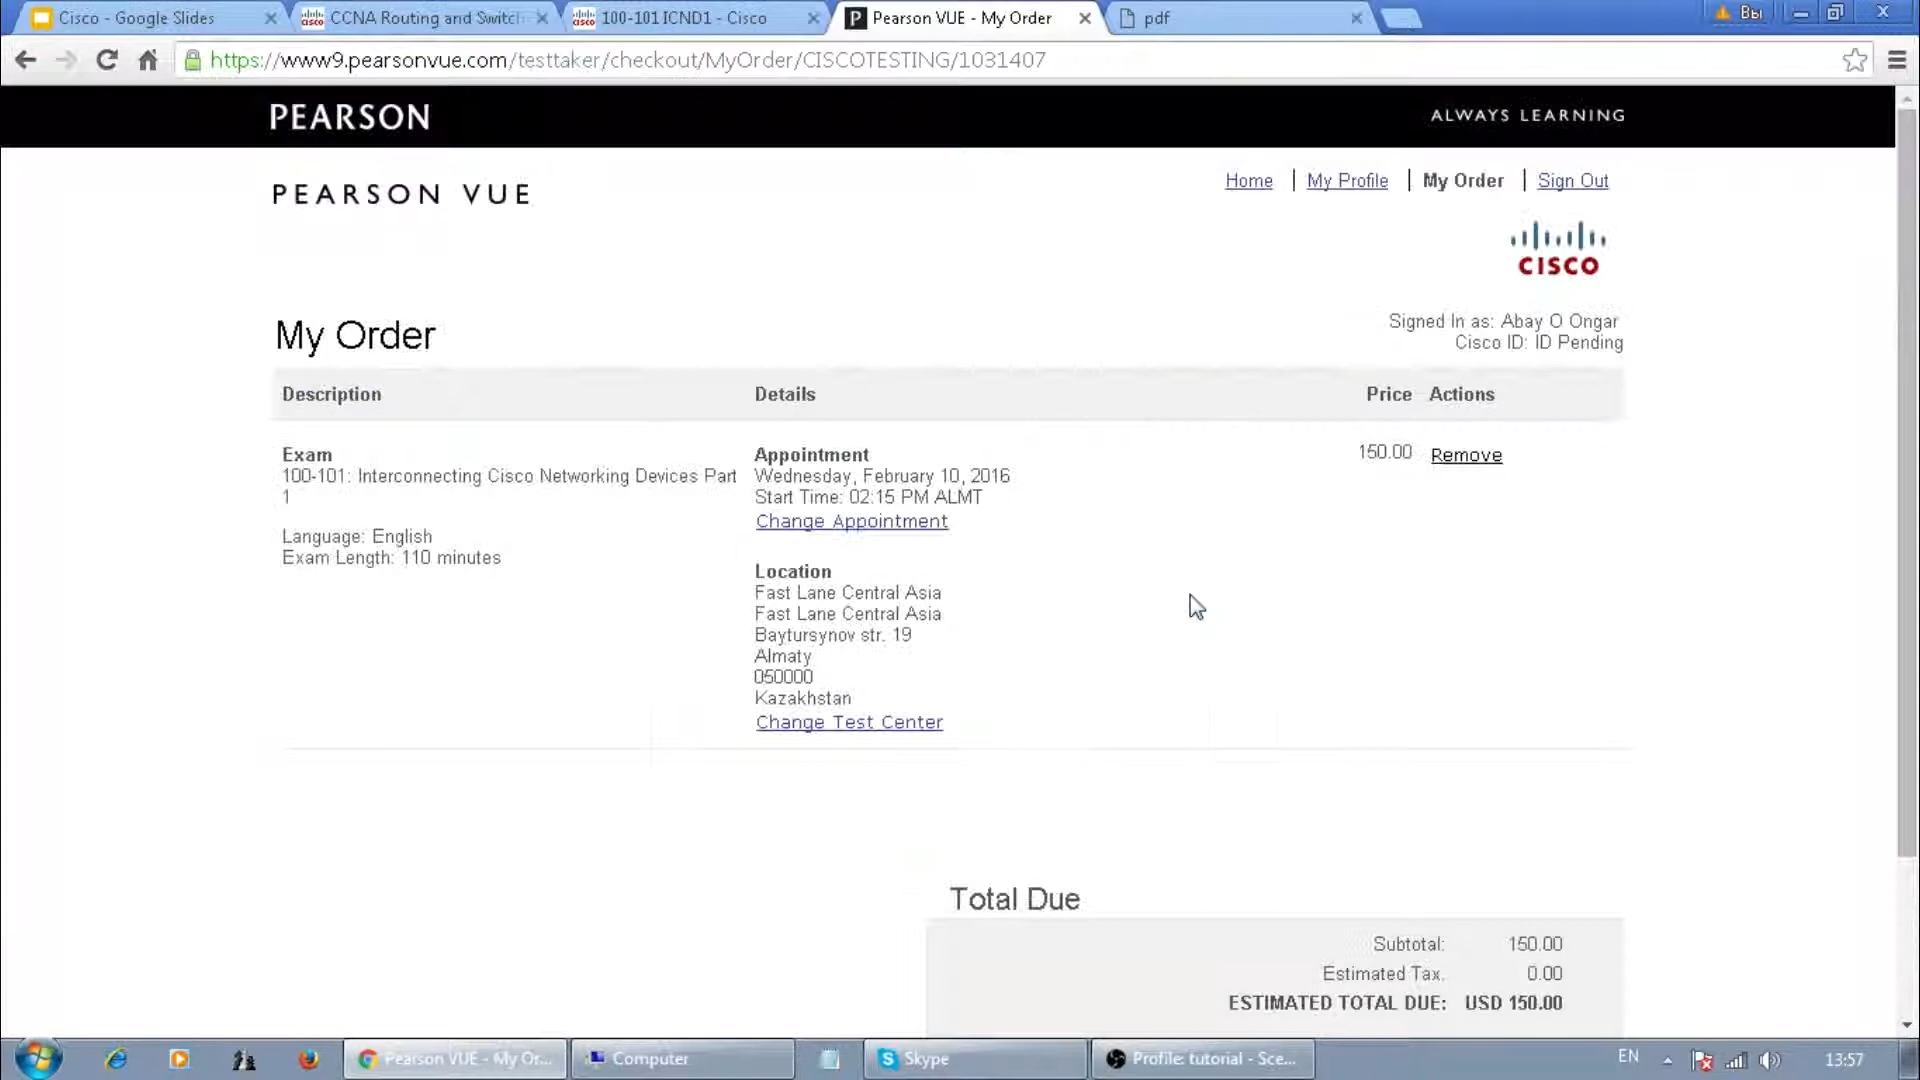 Cisco - Google Slides
CCNA Routing and Switch
100-101 ICND1 - Cisco
Pearson VUE - My Order
pdf
Вы
https://www9.pearsonvue.com/testtaker/checkout/MyOrder/CISCOTESTING/1031407
PEARSON
ALWAYS LEARNING
PEARSON VUE
Home | My Profile | My Order | Sign Out
CISCO
My Order
Signed In as: Abay O Ongar
Cisco ID: ID Pending
Description Details Price Actions
Exam
100-101: Interconnecting Cisco Networking Devices Part
1
Language: English
Exam Length: 110 minutes
Appointment
Wednesday, February 10, 2016
Start Time: 02:15 PM ALMT
Change Appointment
150.00 Remove
Location
Fast Lane Central Asia
Fast Lane Central Asia
Baytursynov str. 19
Almaty
050000
Kazakhstan
Change Test Center
Total Due
Subtotal: 150.00
Estimated Tax. 0.00
ESTIMATED TOTAL DUE: USD 150.00
Pearson VUE - My Or...
Computer
Skype
Profile: tutorial - Sce...
EN
13:57